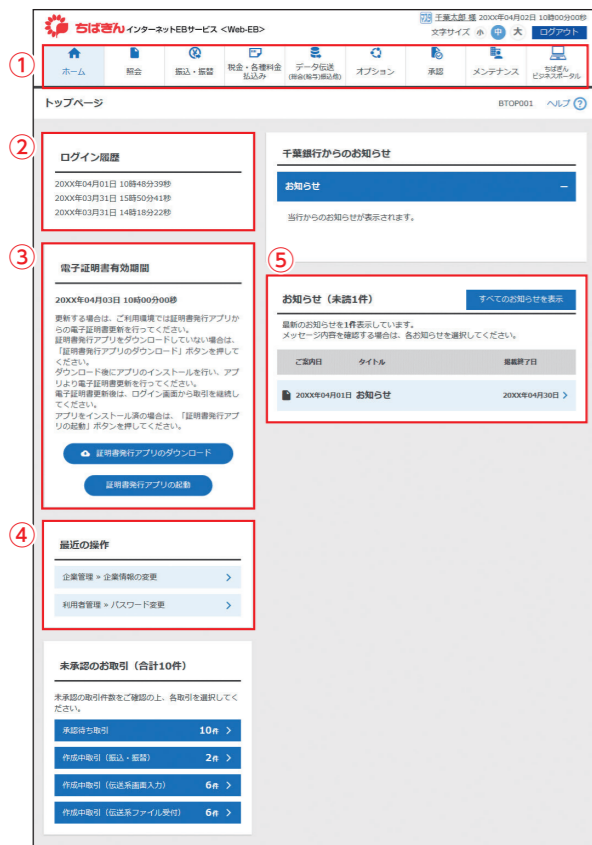 ちばぎん インターネットEBサービス <Web-EB>
千葉太郎 様 20XX年04月02日 10時00分00秒
文字サイズ 小 中 大 ログアウト
①
ホーム
照会
振込・振替
税金・各種料金
払込み
データ伝送
(総合(給与)振込他)
オプション
承認
メンテナンス
ちばぎん
ビジネスポータル
トップページ
BTOP001 ヘルプ ?
②
ログイン履歴
20XX年04月01日 10時48分39秒
20XX年03月31日 15時50分41秒
20XX年03月31日 14時18分22秒
千葉銀行からのお知らせ
お知らせ
当行からのお知らせが表示されます。
③
電子証明書有効期間
20XX年04月03日 10時00分00秒
更新する場合は、ご利用環境では証明書発行アプリか
らの電子証明書更新を行ってください。
証明書発行アプリをダウンロードしていない場合は、
「証明書発行アプリのダウンロード」ボタンを押して
ください。
ダウンロード後にアプリのインストールを行い、アプ
リより電子証明書更新を行ってください。
電子証明書更新後は、ログイン画面から取引を継続し
てください。
アプリをインストール済の場合は、「証明書発行アプ
リの起動」ボタンを押してください。
証明書発行アプリのダウンロード
証明書発行アプリの起動
⑤
お知らせ（未読1件）
すべてのお知らせを表示
最新のお知らせを1件表示しています。
メッセージ内容を確認する場合は、各お知らせを選択してください。
ご案内日 タイトル 掲載終了日
20XX年04月01日 お知らせ 20XX年04月30日
④
最近の操作
企業管理 » 企業情報の変更
利用者管理 » パスワード変更
未承認のお取引（合計10件）
未承認の取引件数をご確認の上、各取引を選択してく
ださい。
承認待ち取引 10件
作成中取引（振込・振替） 2件
作成中取引（伝送系画面入力） 6件
作成中取引（伝送系ファイル受付） 6件